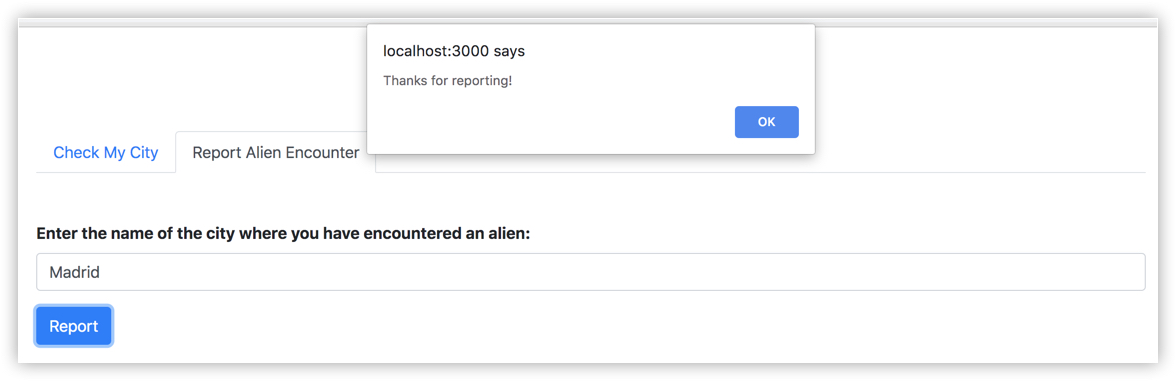 localhost:3000 says
Thanks for reporting!
OK
Check My City
Report Alien Encounter
Enter the name of the city where you have encountered an alien:
Madrid
Report